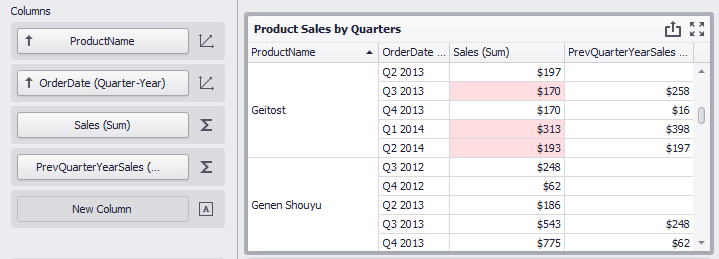 Columns
ProductName
OrderDate (Quarter-Year)
Sales (Sum)
PrevQuarterYearSales (...
New Column
A
Product Sales by Quarters
ProductName OrderDate ... Sales (Sum) PrevQuarterYearSales ...
Q2 2013 $197
Q3 2013 $170 $258
Geitost Q4 2013 $170 $16
Q1 2014 $313 $398
Q2 2014 $193 $197
Q3 2012 $248
Q4 2012 $62
Genen Shouyu Q2 2013 $186
Q3 2013 $543 $248
Q4 2013 $775 $62